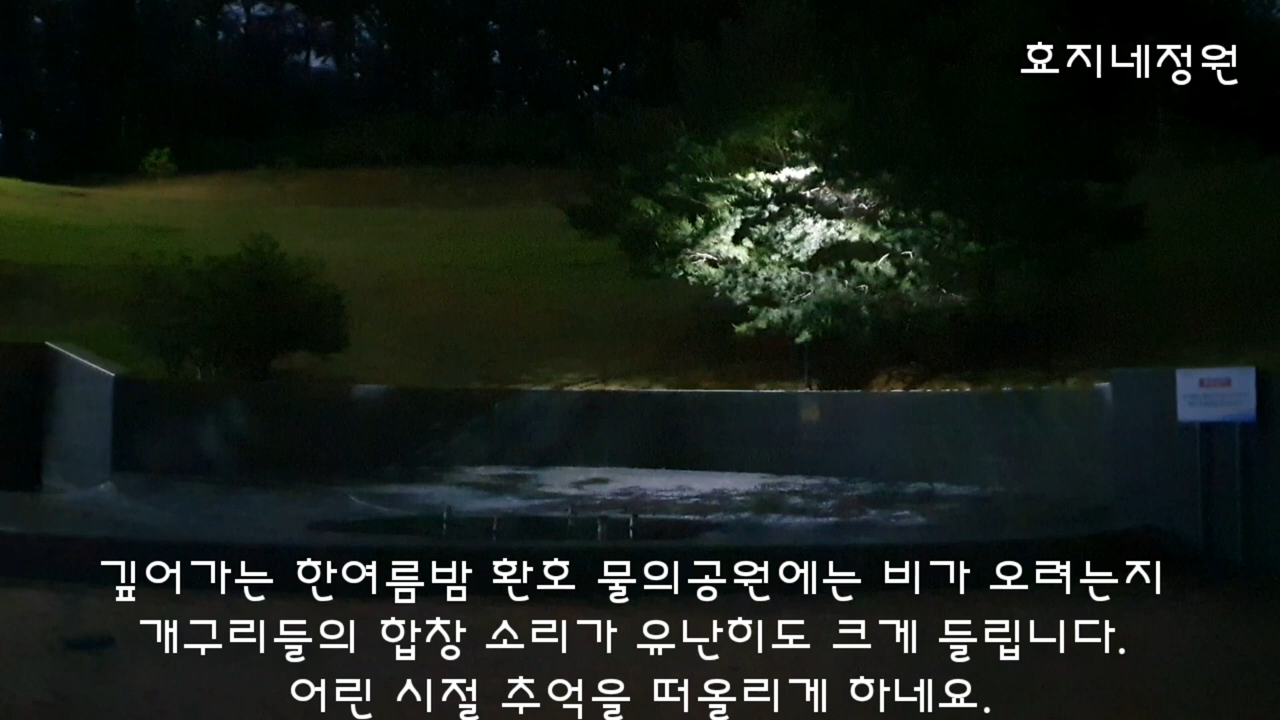 효지네정원
깊어가는 한여름밤 환호 물의공원에는 비가 오려는지
개구리들의 합창 소리가 유난히도 크게 들립니다.
어린 시절 추억을 떠올리게 하네요.